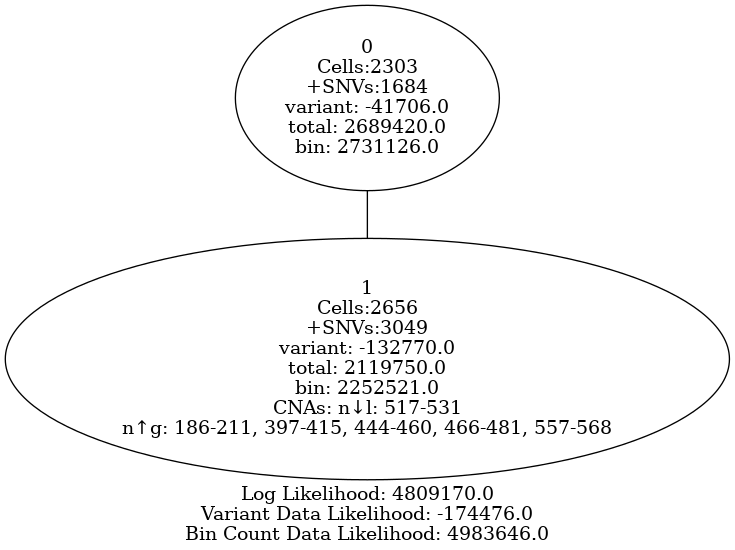 0
Cells:2303
+SNVs:1684
variant: -41706.0
total: 2689420.0
bin: 2731126.0
1
Cells:2656
+SNVs:3049
variant: -132770.0
total: 2119750.0
bin: 2252521.0
CNAs: n↓l: 517-531
n↑g: 186-211, 397-415, 444-460, 466-481, 557-568
Log Likelihood: 4809170.0
Variant Data Likelihood: -174476.0
Bin Count Data Likelihood: 4983646.0